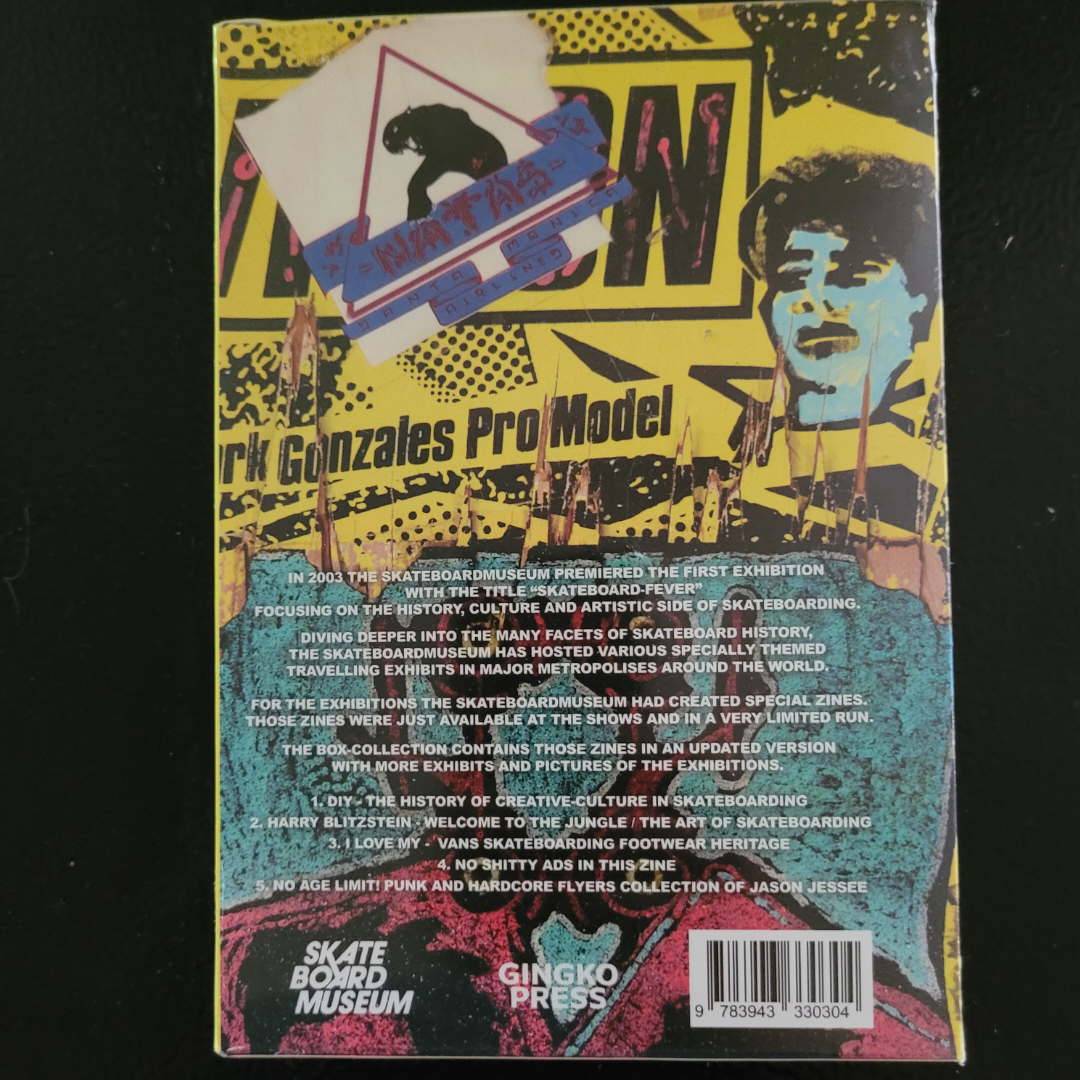 ON
NATAS
SANTA MONICA
AIRLINES
rk Gonzales Pro Model
IN 2003 THE SKATEBOARDMUSEUM PREMIERED THE FIRST EXHIBITION
WITH THE TITLE “SKATEBOARD-FEVER”
FOCUSING ON THE HISTORY, CULTURE AND ARTISTIC SIDE OF SKATEBOARDING.
DIVING DEEPER INTO THE MANY FACETS OF SKATEBOARD HISTORY,
THE SKATEBOARDMUSEUM HAS HOSTED VARIOUS SPECIALLY THEMED
TRAVELLING EXHIBITS IN MAJOR METROPOLISES AROUND THE WORLD.
FOR THE EXHIBITIONS THE SKATEBOARDMUSEUM HAD CREATED SPECIAL ZINES.
THOSE ZINES WERE JUST AVAILABLE AT THE SHOWS AND IN A VERY LIMITED RUN.
THE BOX-COLLECTION CONTAINS THOSE ZINES IN AN UPDATED VERSION
WITH MORE EXHIBITS AND PICTURES OF THE EXHIBITIONS.
1. DIY - THE HISTORY OF CREATIVE-CULTURE IN SKATEBOARDING
2. HARRY BLITZSTEIN - WELCOME TO THE JUNGLE / THE ART OF SKATEBOARDING
3. I LOVE MY - VANS SKATEBOARDING FOOTWEAR HERITAGE
4. NO SHITTY ADS IN THIS ZINE
5. NO AGE LIMIT! PUNK AND HARDCORE FLYERS COLLECTION OF JASON JESSEE
SKATE
BOARD
MUSEUM
GINGKO
PRESS
9 783943 330304